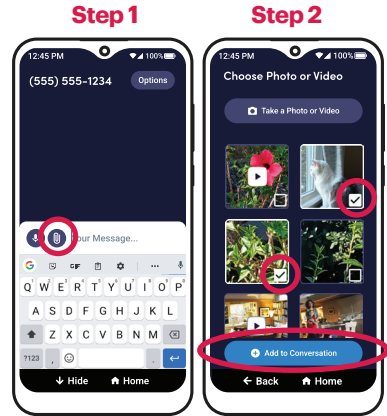 Step 1
12:45 PM
100%
(555) 555-1234
Options
Your Message...
G GIF ...
Q W E R T Y U I O P
A S D F G H J K L
Z X C V B N M
?123 , .
Hide Home
Step 2
12:45 PM
100%
Choose Photo or Video
Take a Photo or Video
Add to Conversation
Back Home